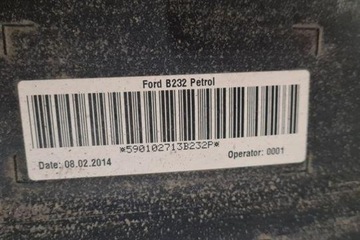 Ford B232 Petrol
*590102713B232P*
Date: 08.02.2014 Operator: 0001